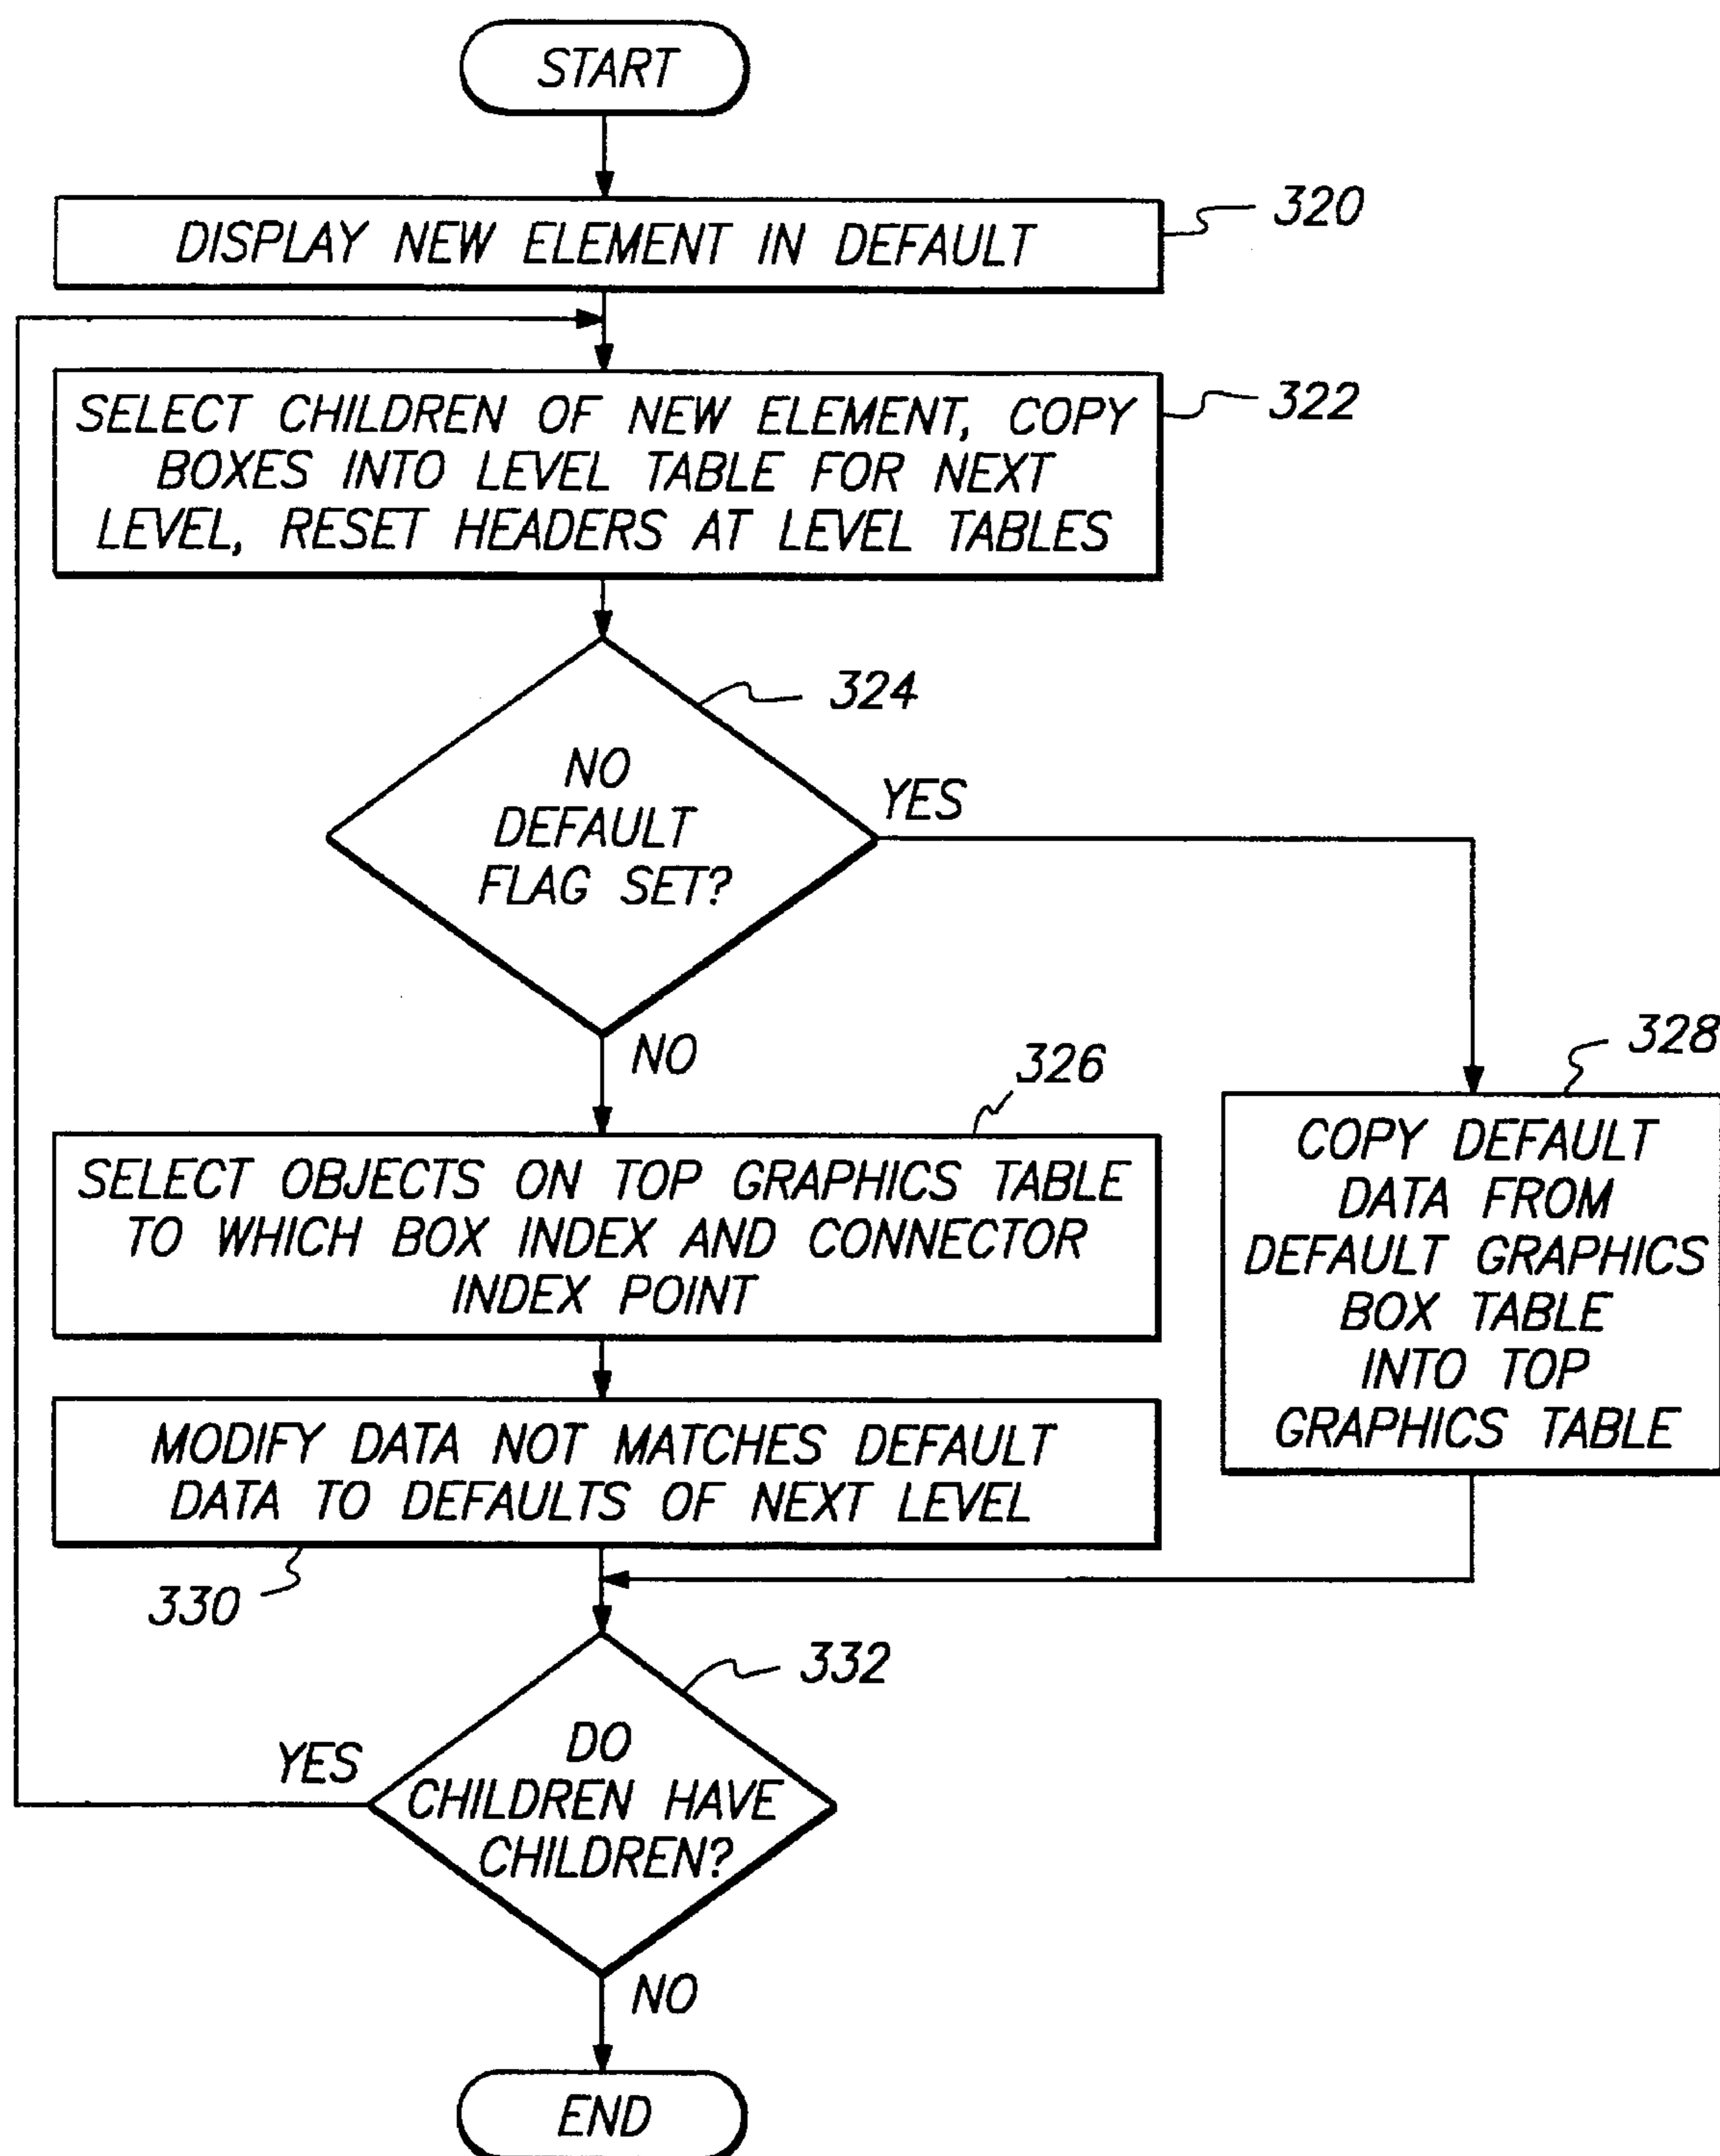 START
DISPLAY NEW ELEMENT IN DEFAULT
320
SELECT CHILDREN OF NEW ELEMENT, COPY
BOXES INTO LEVEL TABLE FOR NEXT
LEVEL, RESET HEADERS AT LEVEL TABLES
322
324
NO
DEFAULT
FLAG SET?
YES
NO
326
SELECT OBJECTS ON TOP GRAPHICS TABLE
TO WHICH BOX INDEX AND CONNECTOR
INDEX POINT
328
COPY DEFAULT
DATA FROM
DEFAULT GRAPHICS
BOX TABLE
INTO TOP
GRAPHICS TABLE
MODIFY DATA NOT MATCHES DEFAULT
DATA TO DEFAULTS OF NEXT LEVEL
330
332
DO
CHILDREN HAVE
CHILDREN?
YES
NO
END